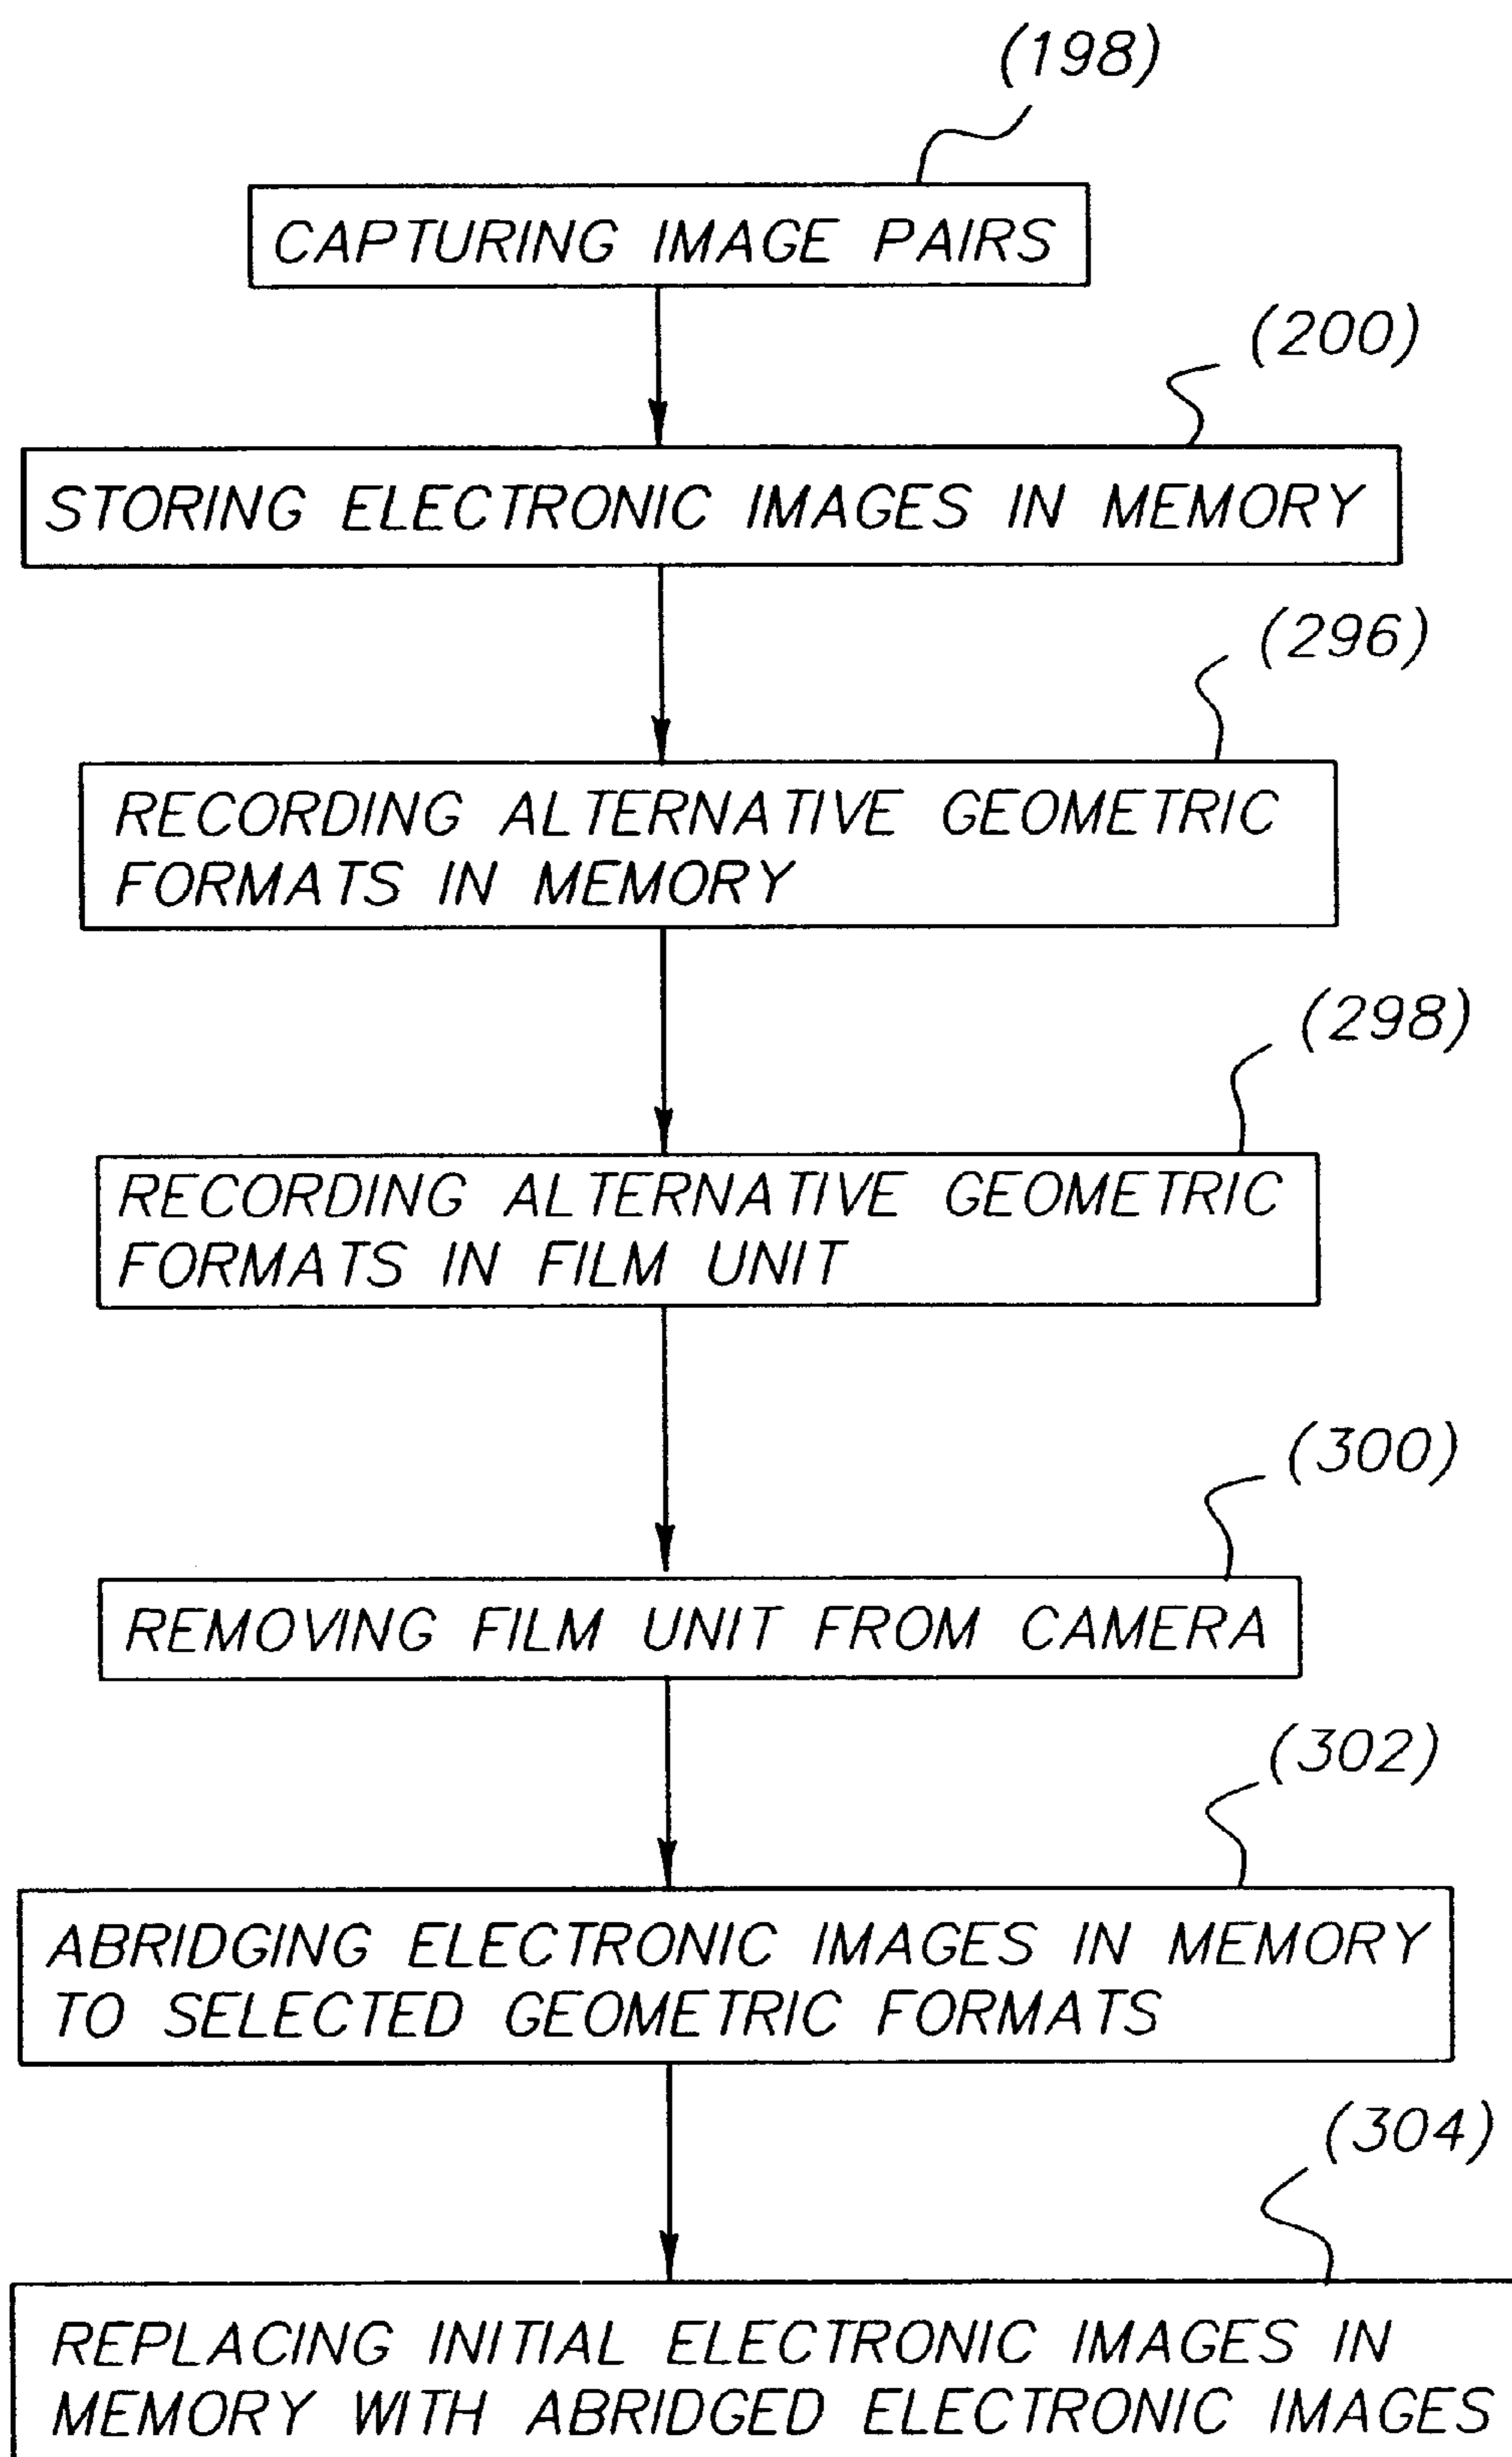 (198)
CAPTURING IMAGE PAIRS
(200)
STORING ELECTRONIC IMAGES IN MEMORY
(296)
RECORDING ALTERNATIVE GEOMETRIC
FORMATS IN MEMORY
(298)
RECORDING ALTERNATIVE GEOMETRIC
FORMATS IN FILM UNIT
(300)
REMOVING FILM UNIT FROM CAMERA
(302)
ABRIDGING ELECTRONIC IMAGES IN MEMORY
TO SELECTED GEOMETRIC FORMATS
(304)
REPLACING INITIAL ELECTRONIC IMAGES IN
MEMORY WITH ABRIDGED ELECTRONIC IMAGES